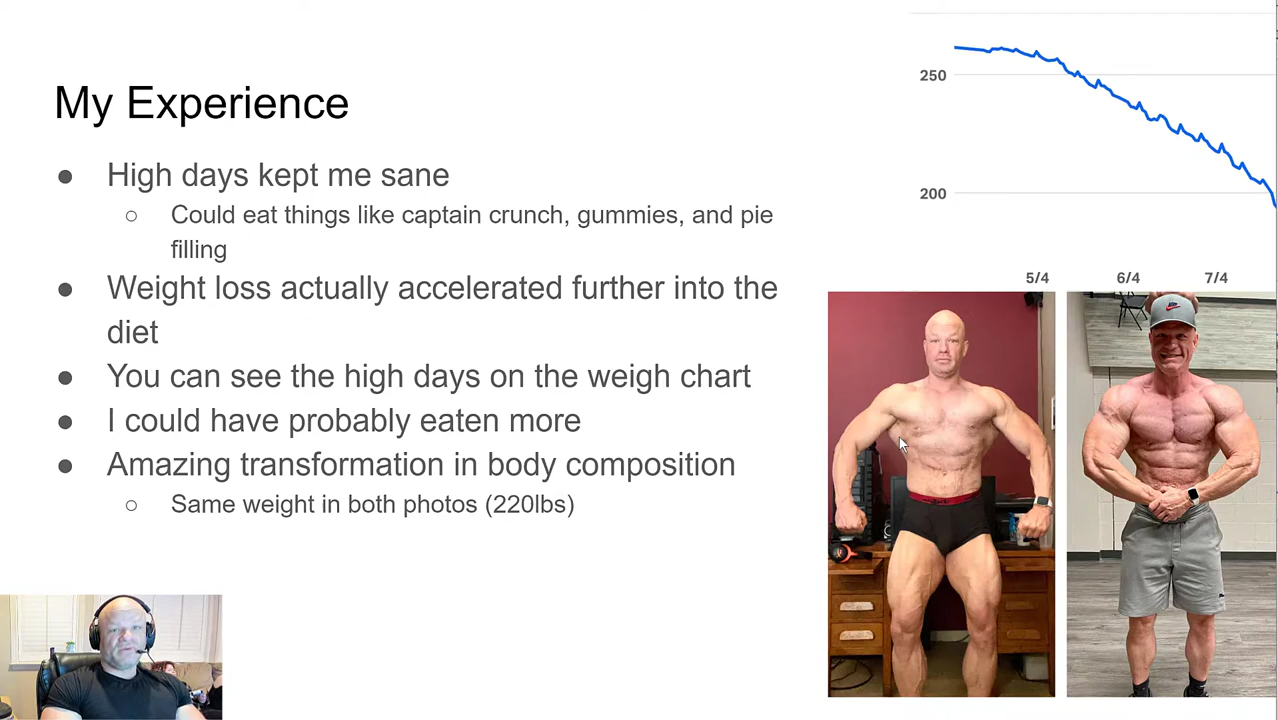 My Experience
● High days kept me sane
○ Could eat things like captain crunch, gummies, and pie
filling
● Weight loss actually accelerated further into the
diet
● You can see the high days on the weigh chart
● I could have probably eaten more
● Amazing transformation in body composition
○ Same weight in both photos (220lbs)
250
200
5/4 6/4 7/4